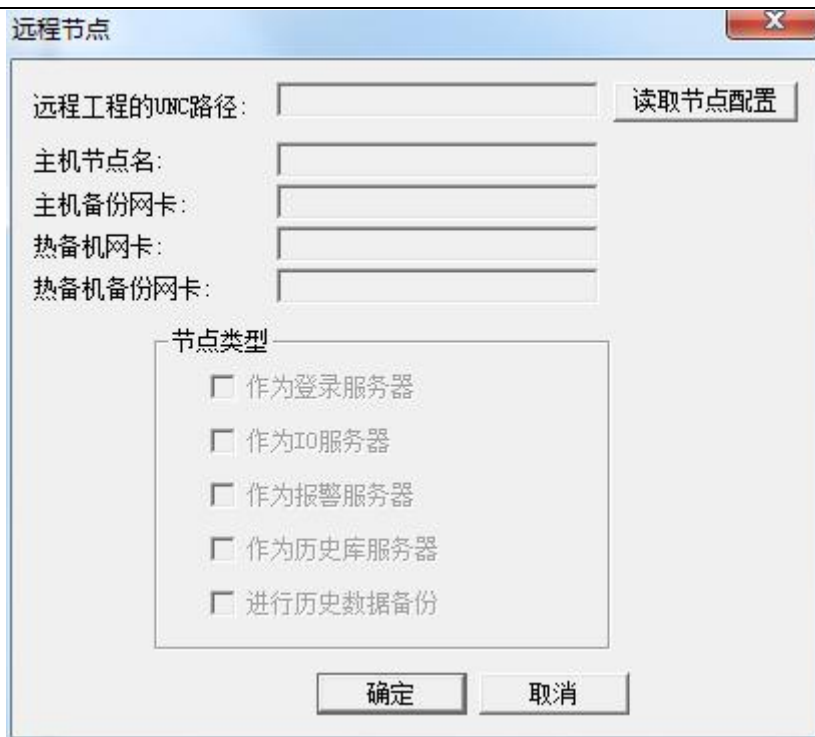 远程节点
远程工程的UNC路径: 读取节点配置
主机节点名:
主机备份网卡:
热备机网卡:
热备机备份网卡:
节点类型
作为登录服务器
作为IO服务器
作为报警服务器
作为历史库服务器
进行历史数据备份
确定 取消